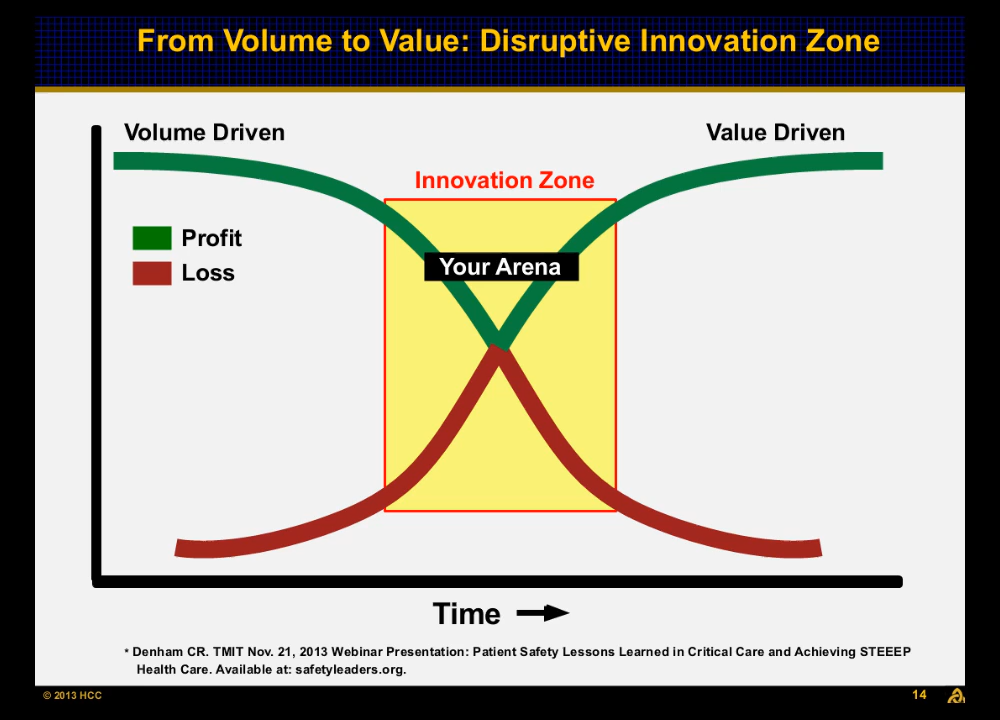 From Volume to Value: Disruptive Innovation Zone
Volume Driven
Value Driven
Innovation Zone
Profit
Loss
Your Arena
Time
* Denham CR. TMIT Nov. 21, 2013 Webinar Presentation: Patient Safety Lessons Learned in Critical Care and Achieving STEEEP
Health Care. Available at: safetyleaders.org.
© 2013 HCC
14